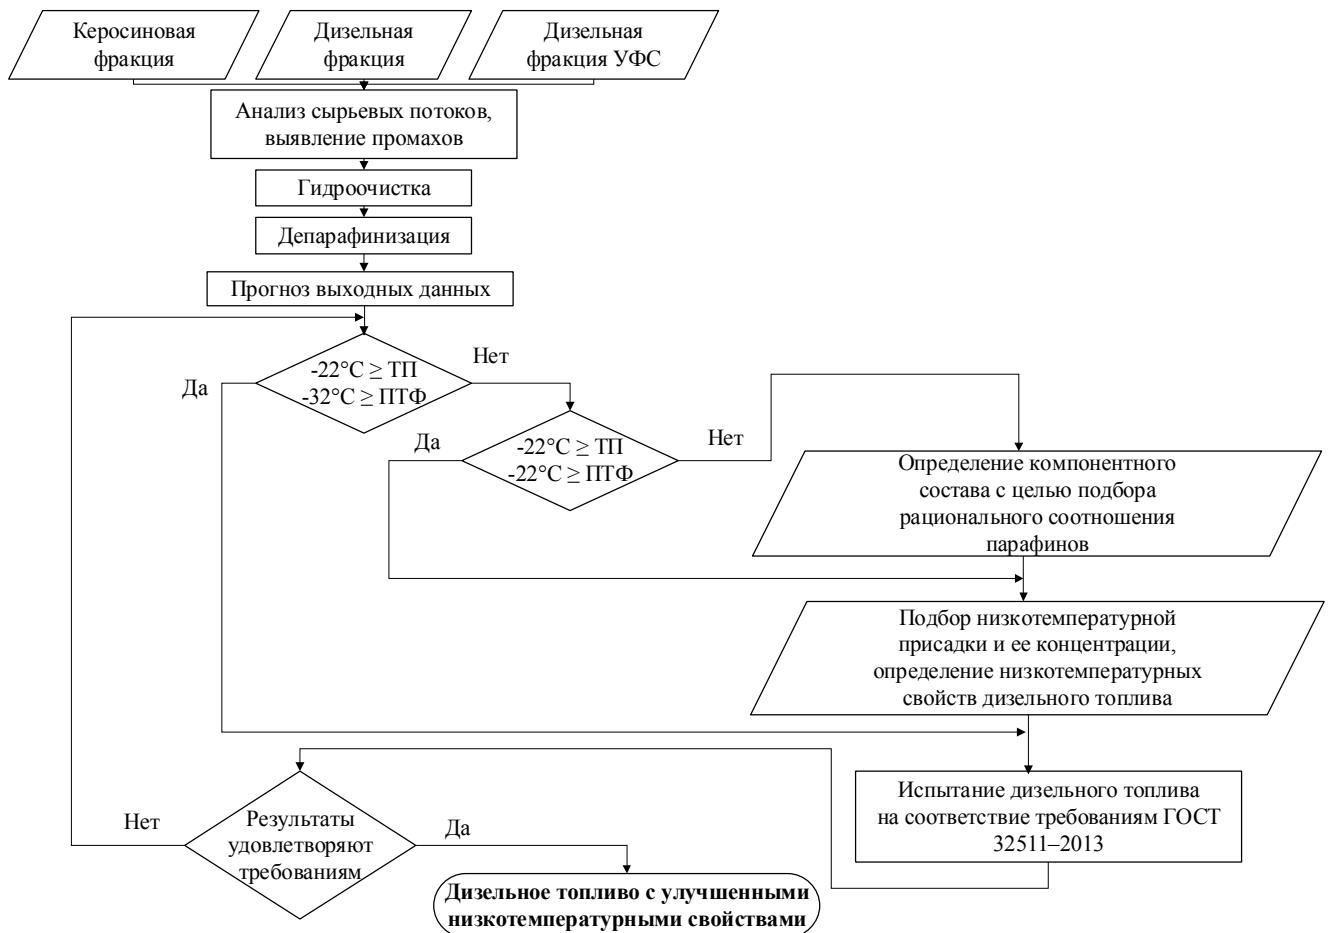 Керосиновая
фракция
Дизельная
фракция
Дизельная
фракция УФС
Анализ сырьевых потоков,
выявление промахов
Гидроочистка
Депарафинизация
Прогноз выходных данных
-22°С ≥ ТП
-32°С ≥ ПТФ
Да
Нет
-22°С ≥ ТП
-22°С ≥ ПТФ
Да
Нет
Определение компонентного
состава с целью подбора
рационального соотношения
парафинов
Подбор низкотемпературной
присадки и ее концентрации,
определение низкотемпературных
свойств дизельного топлива
Испытание дизельного топлива
на соответствие требованиям ГОСТ
32511–2013
Результаты
удовлетворяют
требованиям
Нет
Да
Дизельное топливо с улучшенными
низкотемпературными свойствами